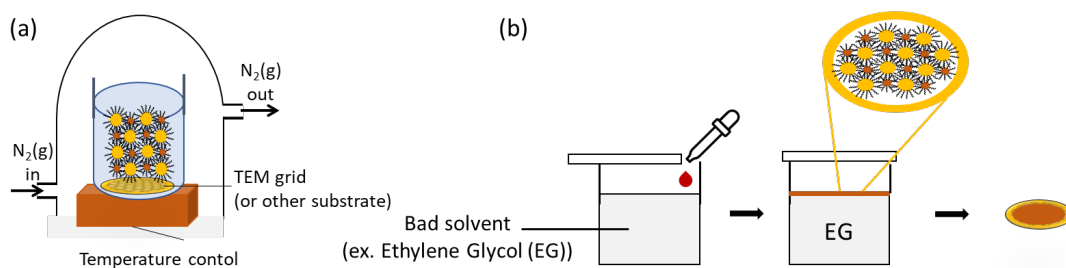 (a)
N2(g)
out
N2(g)
in
TEM grid
(or other substrate)
Temperature contol
(b)
Bad solvent
(ex. Ethylene Glycol (EG))
EG